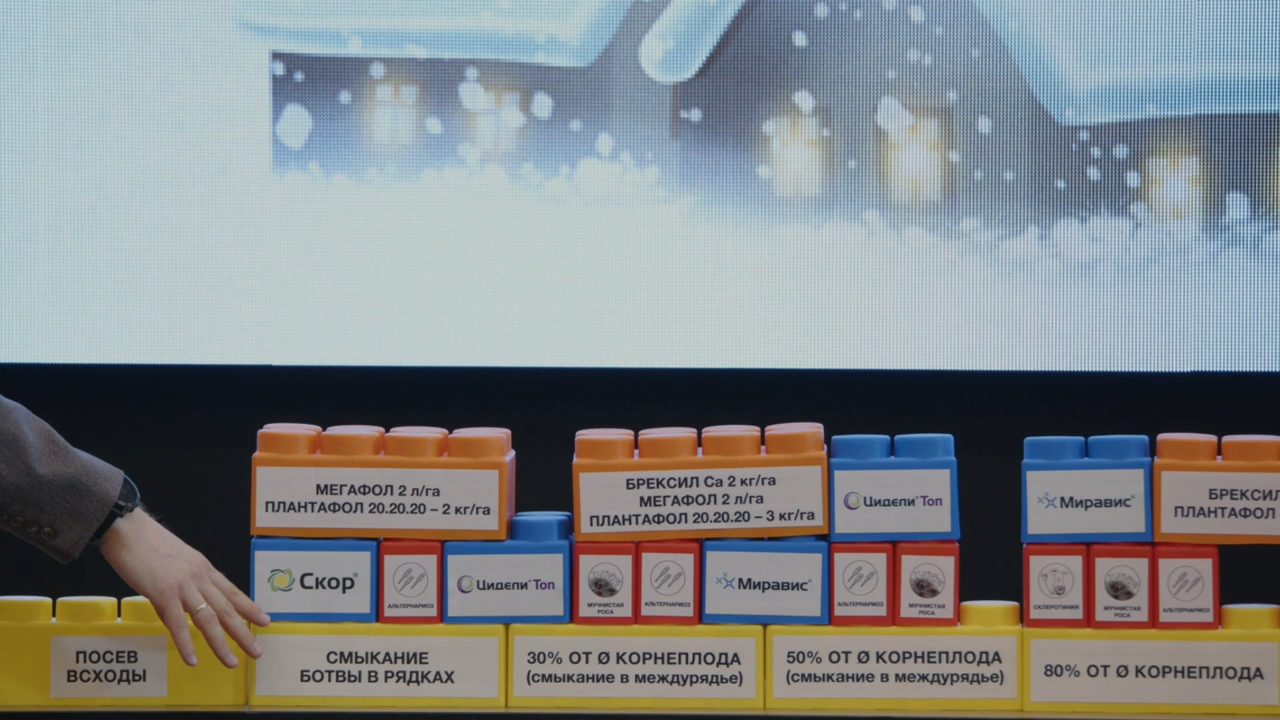 МЕГАФОЛ 2 л/га
ПЛАНТАФОЛ 20.20.20 – 2 кг/га
БРЕКСИЛ Ca 2 кг/га
МЕГАФОЛ 2 л/га
ПЛАНТАФОЛ 20.20.20 – 3 кг/га
Цидели® Топ
Миравис®
БРЕКСИЛ
ПЛАНТАФОЛ
Скор®
АЛЬТЕРНАРИОЗ
Цидели® Топ
МУЧНИСТАЯ
РОСА
АЛЬТЕРНАРИОЗ
Миравис®
АЛЬТЕРНАРИОЗ
МУЧНИСТАЯ
РОСА
СКЛЕРОТИНИЯ
МУЧНИСТАЯ
РОСА
АЛЬТЕРНАРИОЗ
ПОСЕВ
ВСХОДЫ
СМЫКАНИЕ
БОТВЫ В РЯДКАХ
30% ОТ Ø КОРНЕПЛОДА
(смыкание в междурядье)
50% ОТ Ø КОРНЕПЛОДА
(смыкание в междурядье)
80% ОТ Ø КОРНЕПЛОДА